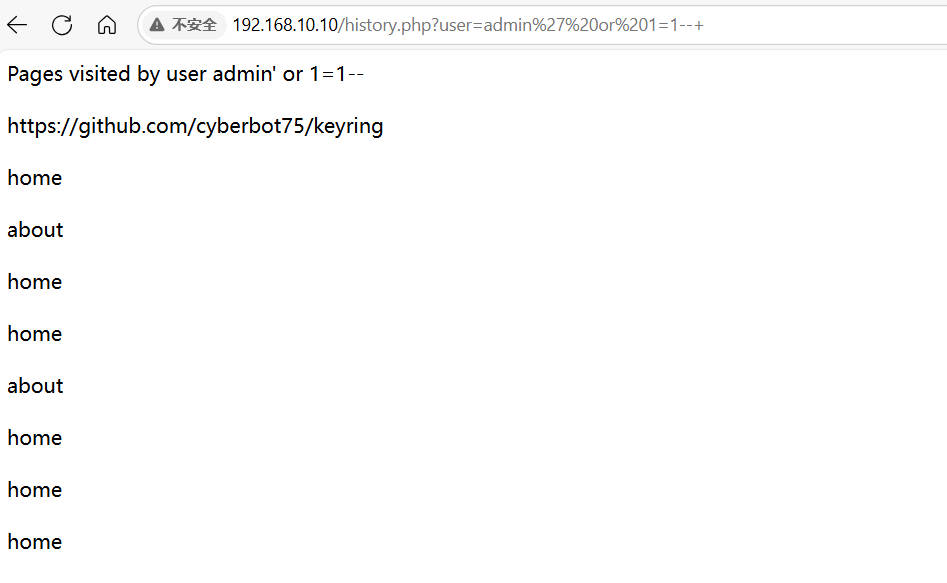 不安全 192.168.10.10/history.php?user=admin%27%20or%201=1--+
Pages visited by user admin' or 1=1--
https://github.com/cyberbot75/keyring
home
about
home
home
about
home
home
home